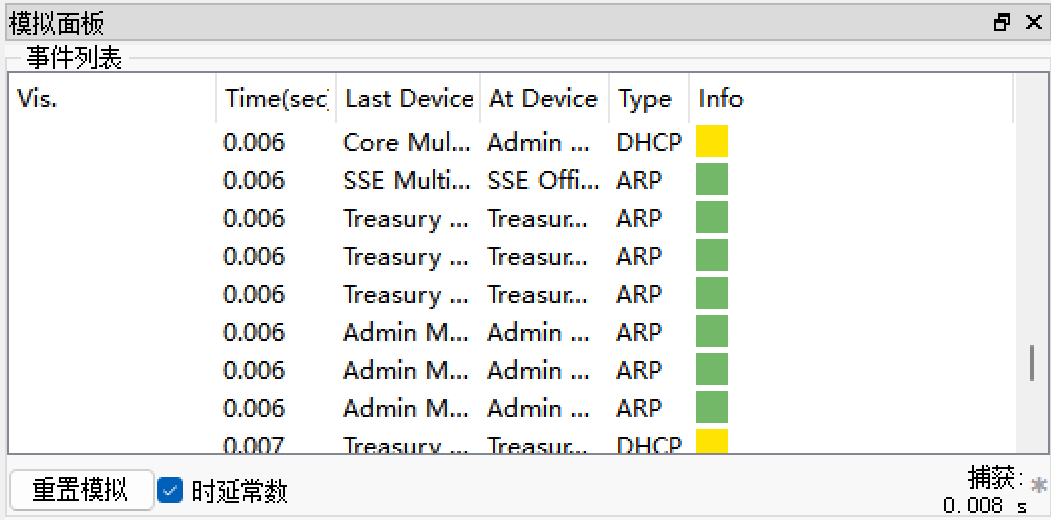 模拟面板
事件列表
Vis. Time(sec Last Device At Device Type Info
0.006 Core Mul... Admin ... DHCP
0.006 SSE Multi... SSE Offi... ARP
0.006 Treasury ... Treasur... ARP
0.006 Treasury ... Treasur... ARP
0.006 Treasury ... Treasur... ARP
0.006 Admin M... Admin ... ARP
0.006 Admin M... Admin ... ARP
0.006 Admin M... Admin ... ARP
0.007 Treasury ... Treasur... DHCP
重置模拟 时延常数 捕获: *
0.008 s